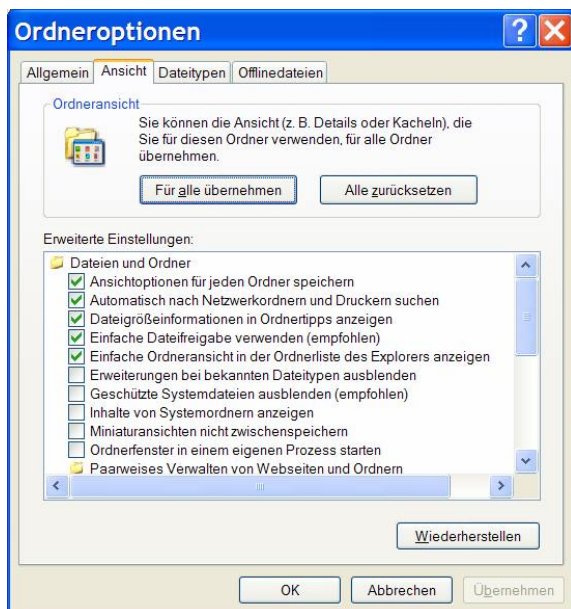 Ordneroptionen
Allgemein Ansicht Dateitypen Offlinedateien
Ordneransicht
Sie können die Ansicht (z. B. Details oder Kacheln), die
Sie für diesen Ordner verwenden, für alle Ordner
übernehmen.
Für alle übernehmen Alle zurücksetzen
Erweiterte Einstellungen:
Dateien und Ordner
Ansichtoptionen für jeden Ordner speichern
Automatisch nach Netzwerkordnern und Druckern suchen
Dateigrößeinformationen in Ordnertipps anzeigen
Einfache Dateifreigabe verwenden (empfohlen)
Einfache Ordneransicht in der Ordnerliste des Explorers anzeigen
Erweiterungen bei bekannten Dateitypen ausblenden
Geschützte Systemdateien ausblenden (empfohlen)
Inhalte von Systemordnern anzeigen
Miniaturansichten nicht zwischenspeichern
Ordnerfenster in einem eigenen Prozess starten
Paarweises Verwalten von Webseiten und Ordnern
Wiederherstellen
OK Abbrechen Übernehmen